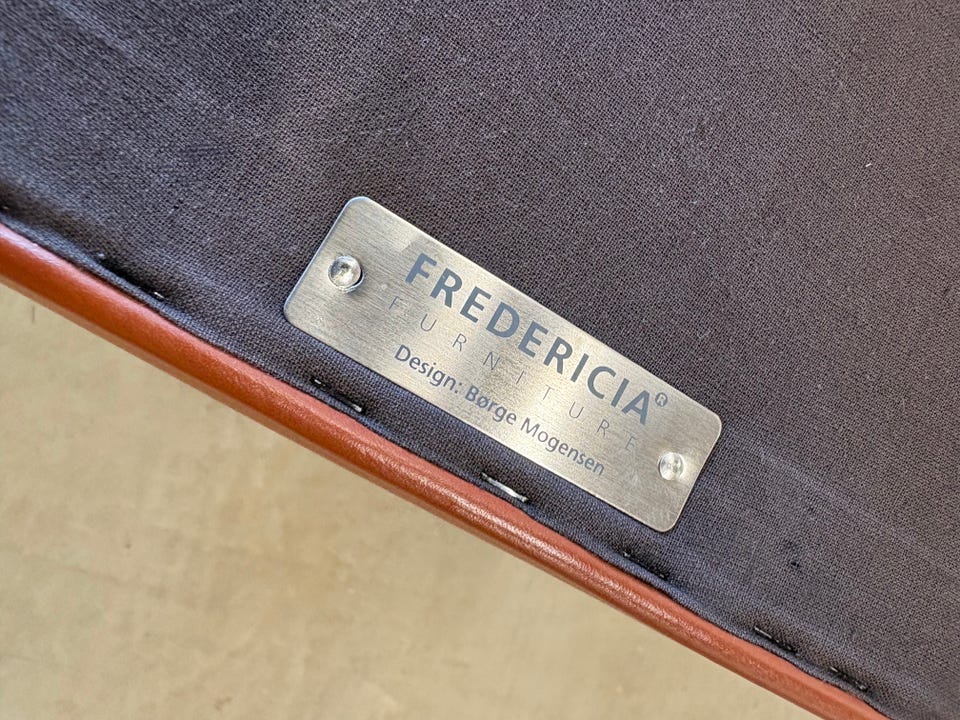 FREDERICIA®
FURNITURE
Design: Børge Mogensen